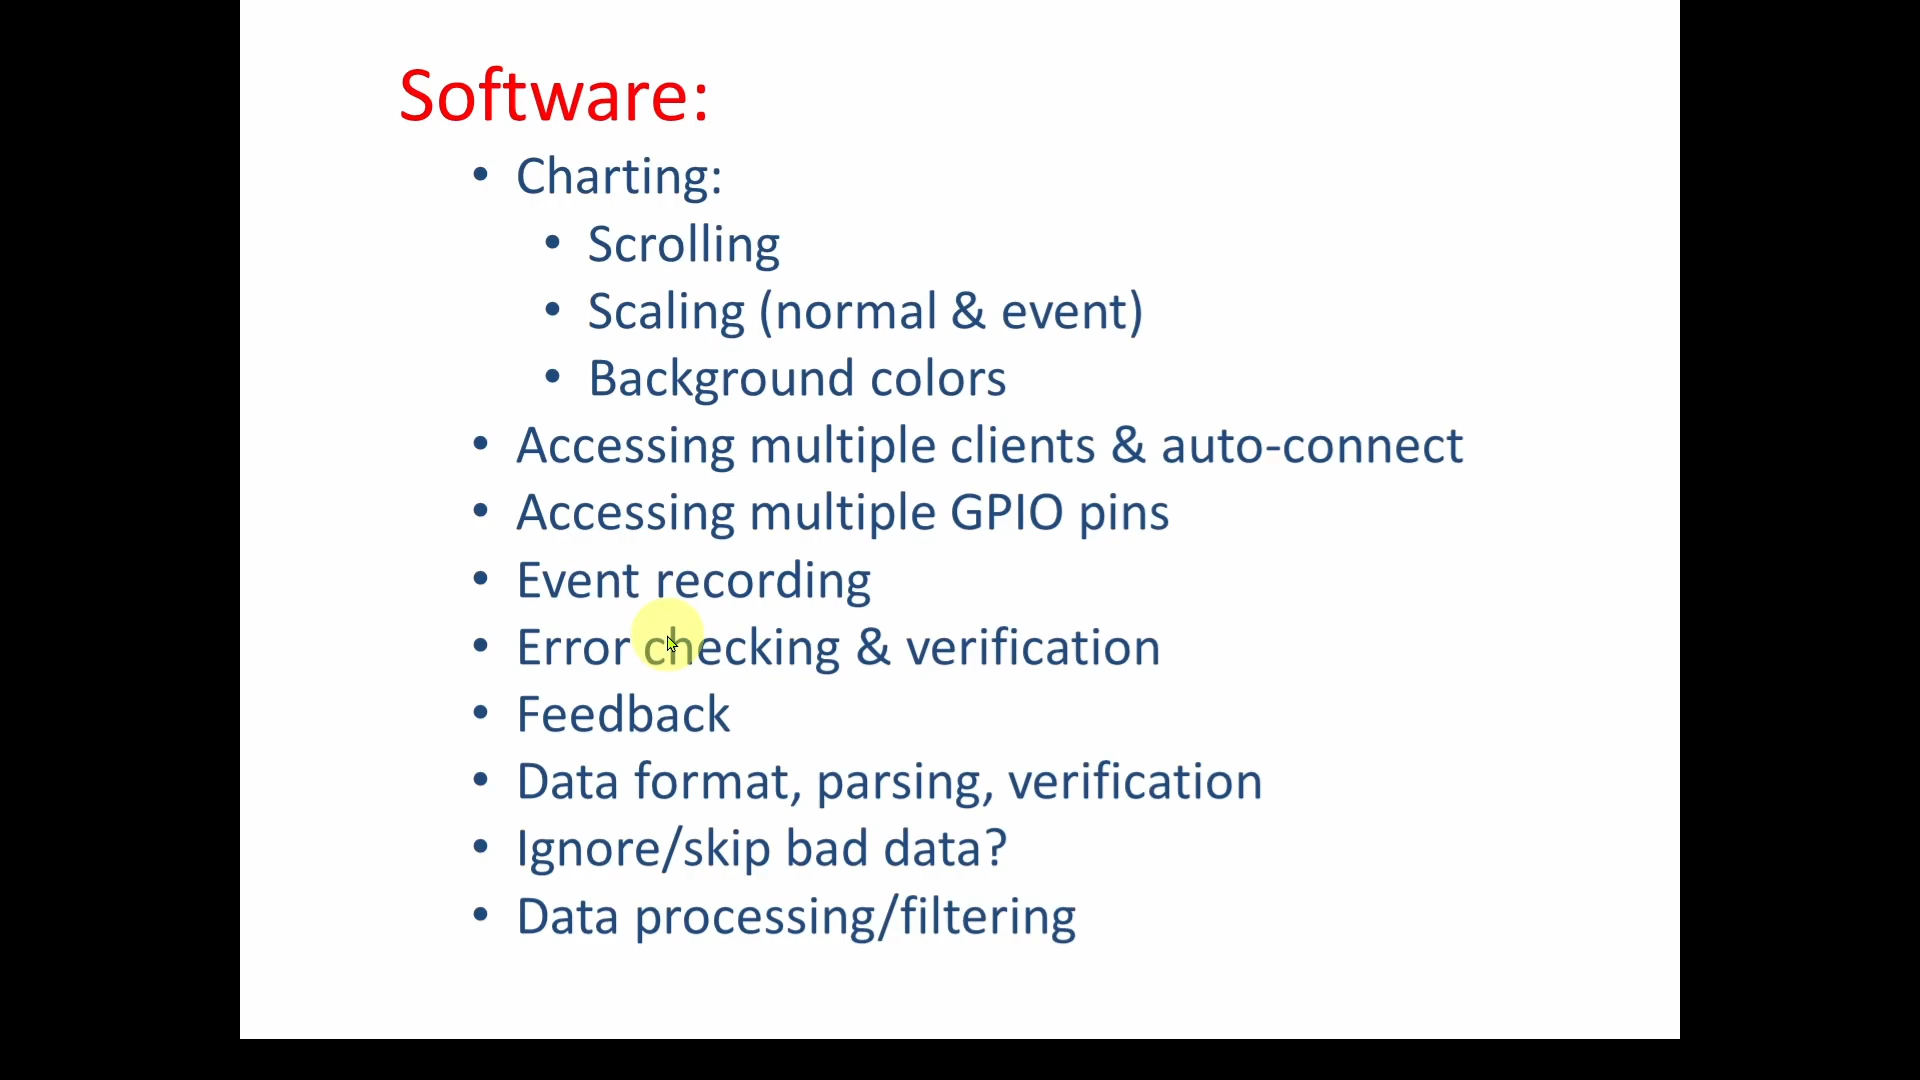 Software:
• Charting:
• Scrolling
• Scaling (normal & event)
• Background colors
• Accessing multiple clients & auto-connect
• Accessing multiple GPIO pins
• Event recording
• Error checking & verification
• Feedback
• Data format, parsing, verification
• Ignore/skip bad data?
• Data processing/filtering